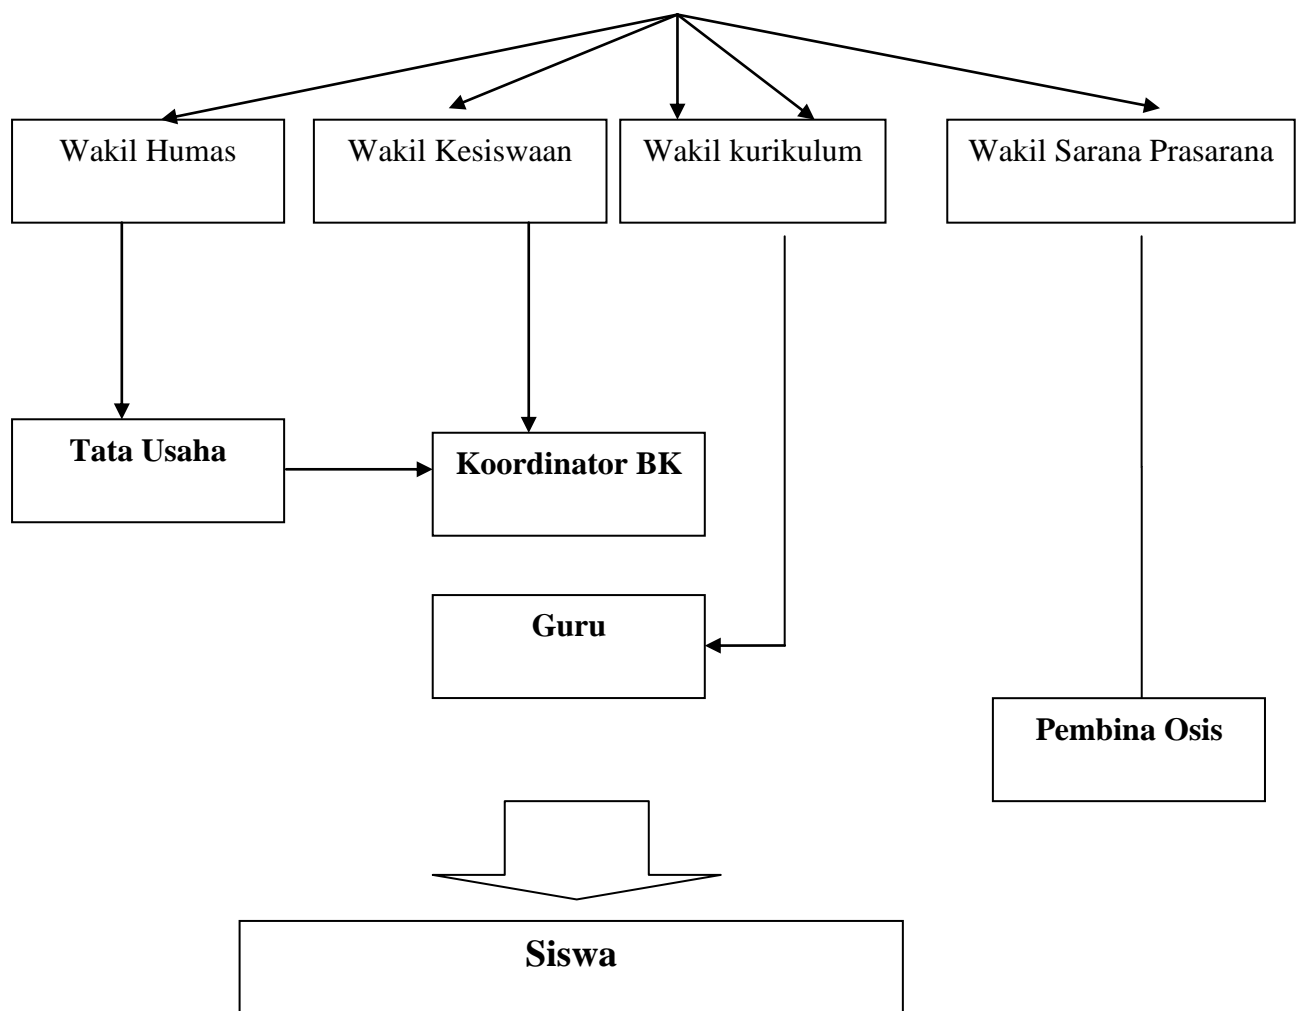 Wakil Humas
Wakil Kesiswaan
Wakil kurikulum
Wakil Sarana Prasarana
Tata Usaha
Koordinator BK
Guru
Pembina Osis
Siswa